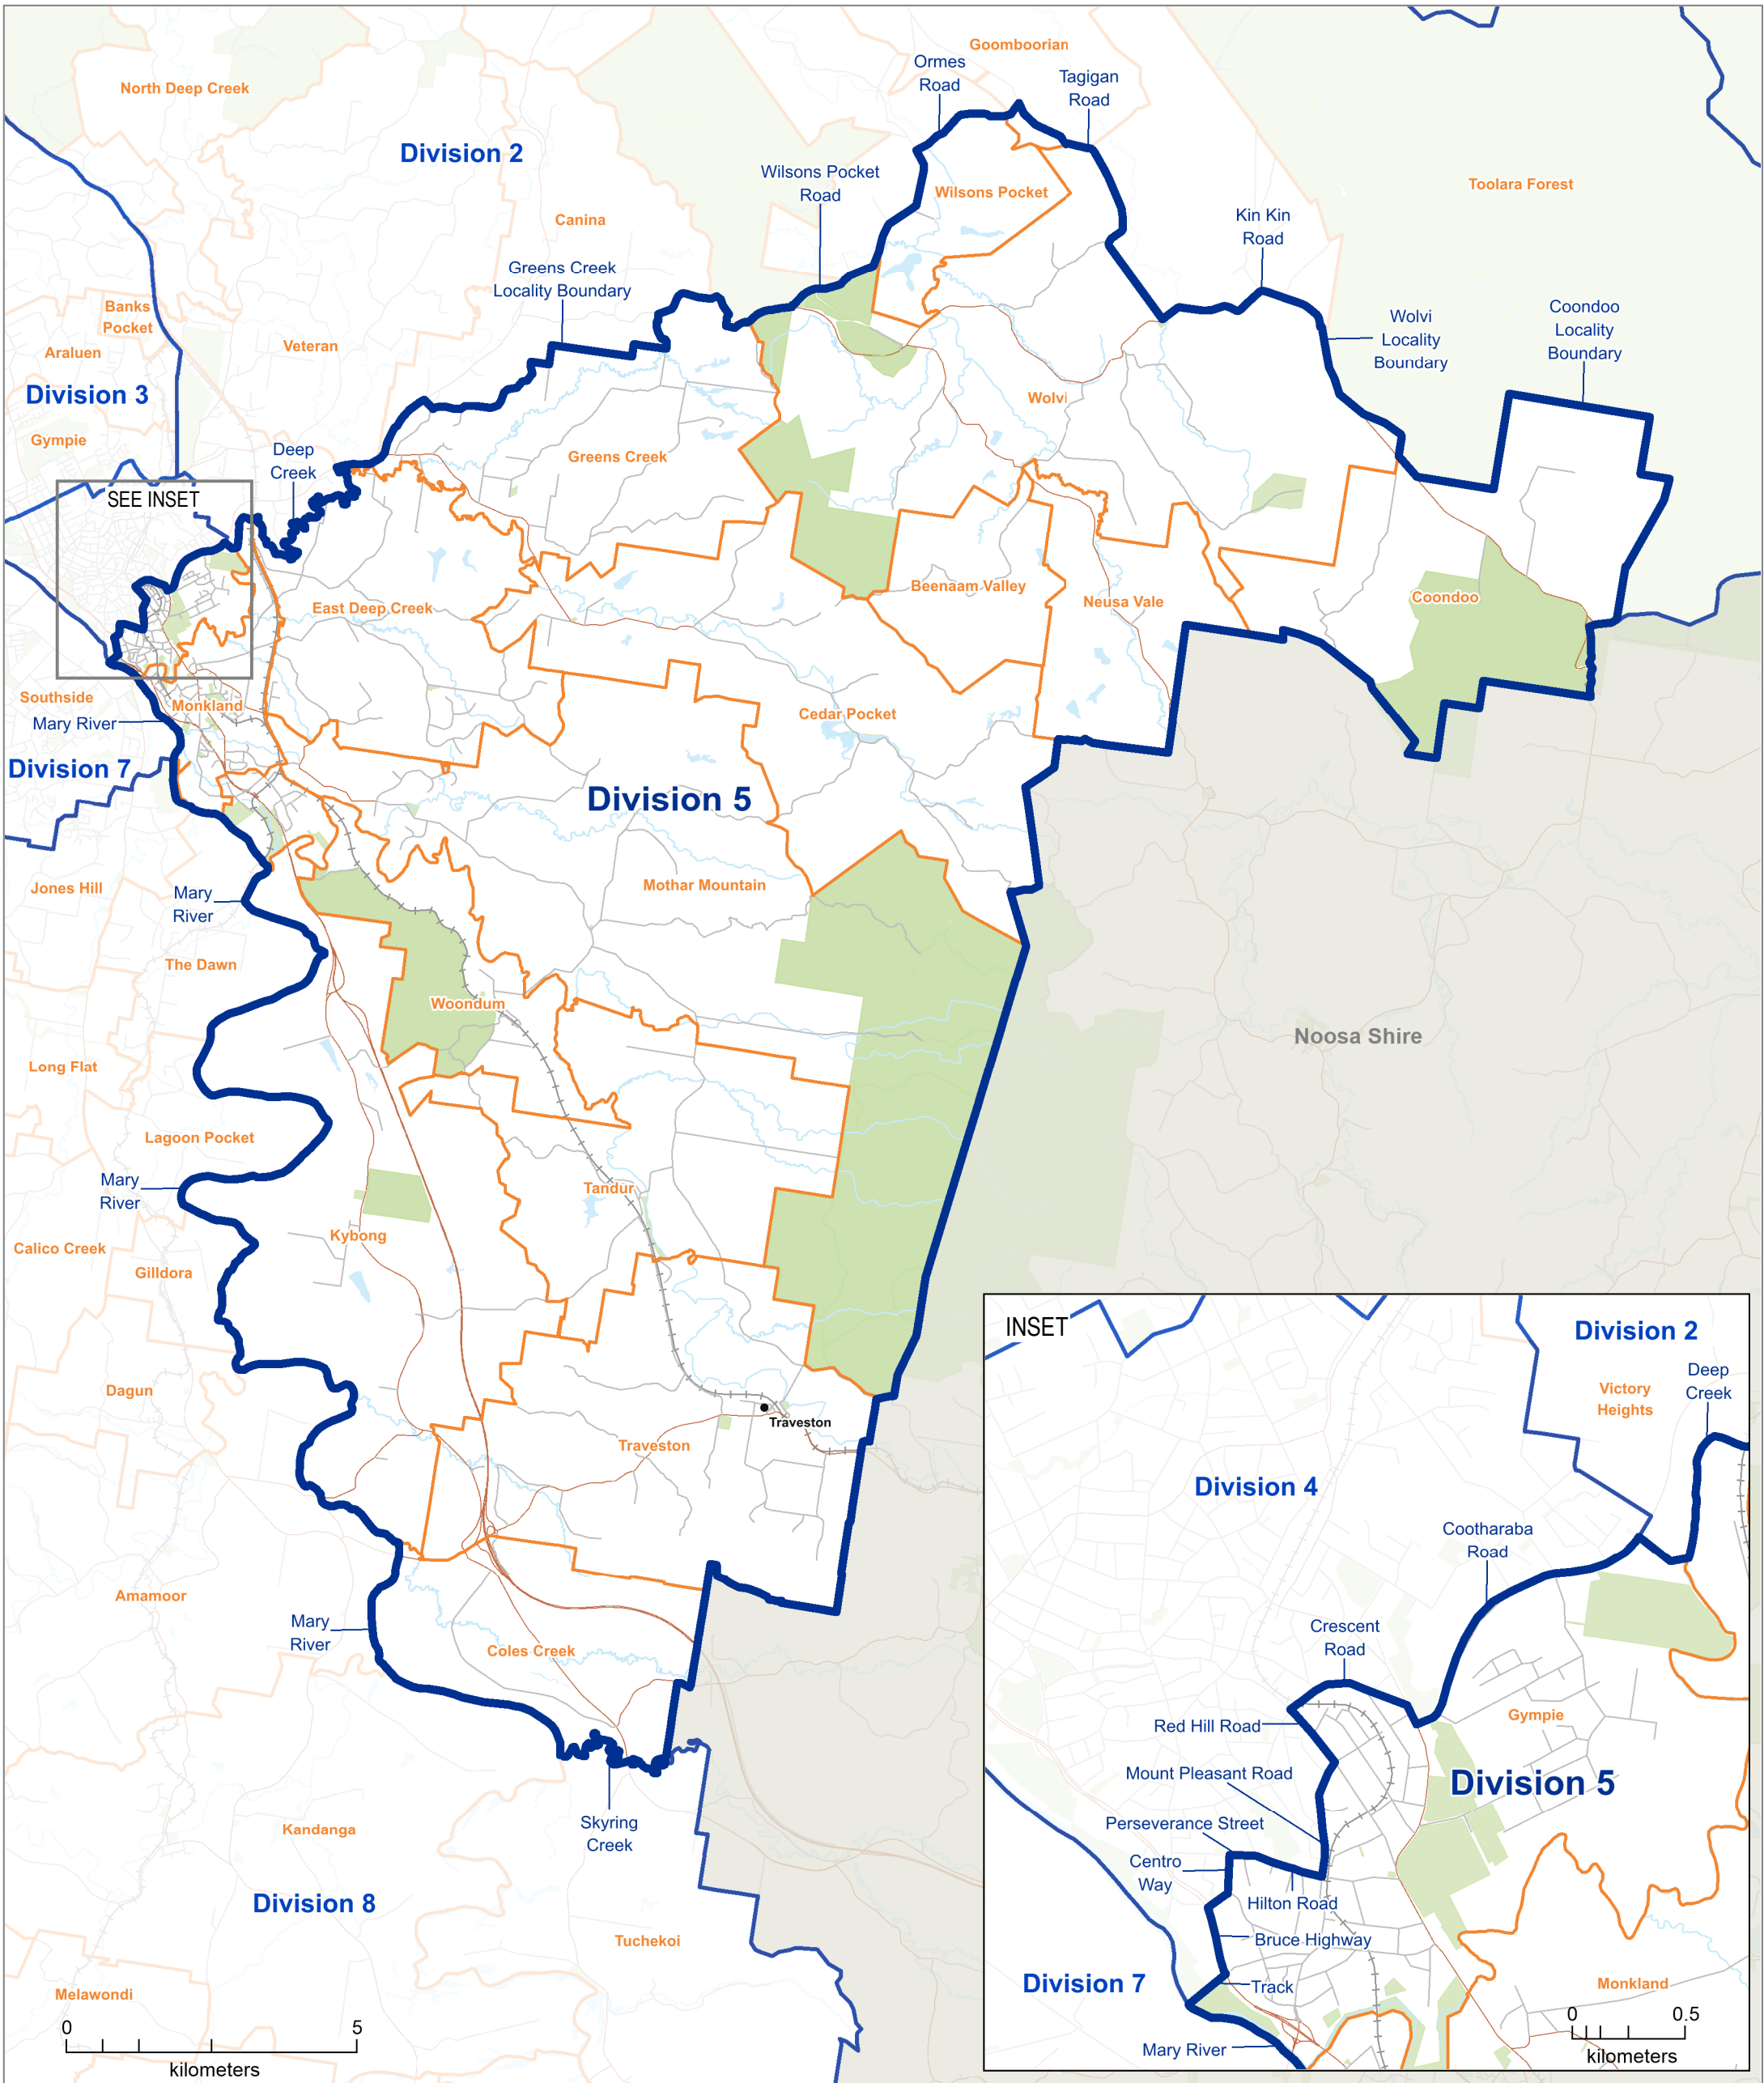 Goomboorian
Ormes
Road
Tagigan
Road
North Deep Creek
Division 2
Wilsons Pocket
Road
Wilsons Pocket
Toolara Forest
Canina
Kin Kin
Road
Greens Creek
Locality Boundary
Banks
Pocket
Wolvi
Locality
Boundary
Coondoo
Locality
Boundary
Araluen
Veteran
Division 3
Wolvi
Gympie
Deep
Creek
Greens Creek
SEE INSET
East Deep Creek
Beenaam Valley
Neusa Vale
Coondoo
Southside
Monkland
Mary River
Cedar Pocket
Division 7
Division 5
Jones Hill
Mary
River
Mothar Mountain
The Dawn
Woondum
Noosa Shire
Long Flat
Lagoon Pocket
Mary
River
Tandur
Kybong
Calico Creek
Gilldora
Dagun
Traveston
Traveston
Amamoor
Mary
River
Coles Creek
Skyring
Creek
Kandanga
Division 8
Tuchekoi
Melawondi
0 5
kilometers
INSET
Division 2
Deep
Creek
Victory
Heights
Division 4
Cootharaba
Road
Crescent
Road
Red Hill Road
Gympie
Mount Pleasant Road
Division 5
Perseverance Street
Centro
Way
Hilton Road
Bruce Highway
Division 7
Track
Monkland
Mary River
0 0.5
kilometers